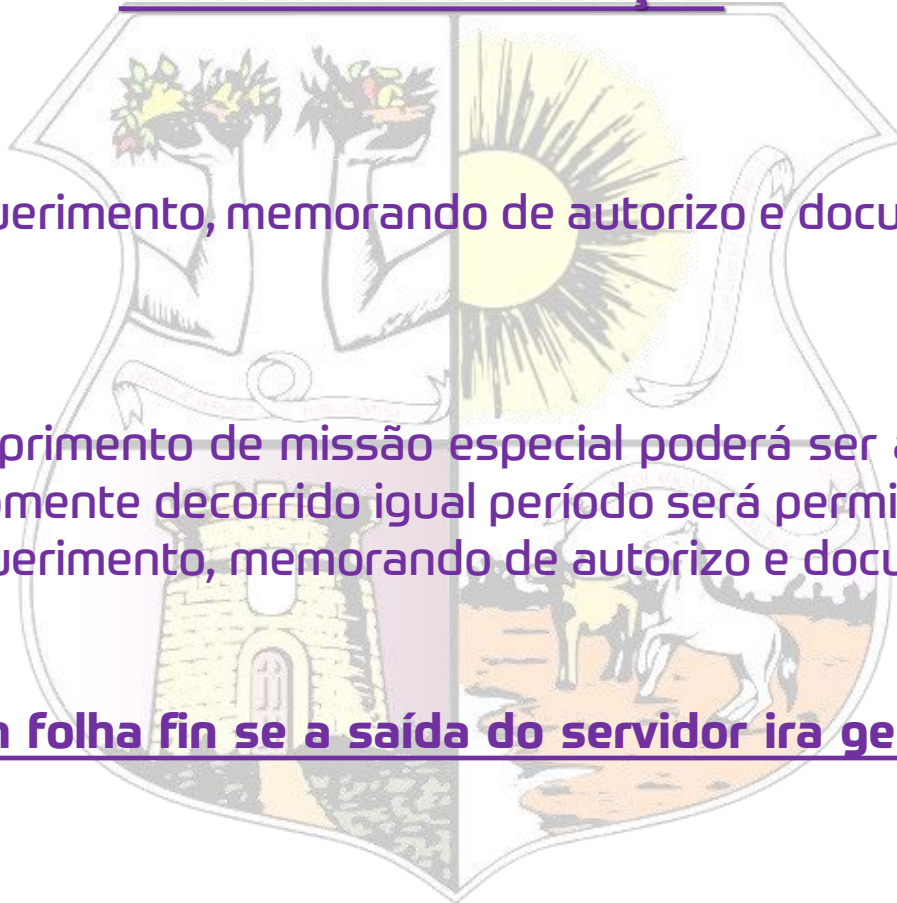 uerimento, memorando de autorizo e docu
primento de missão especial poderá ser
omente decorrido igual período será permi
uerimento, memorando de autorizo e docu
folha fin se a saída do servidor ira ge